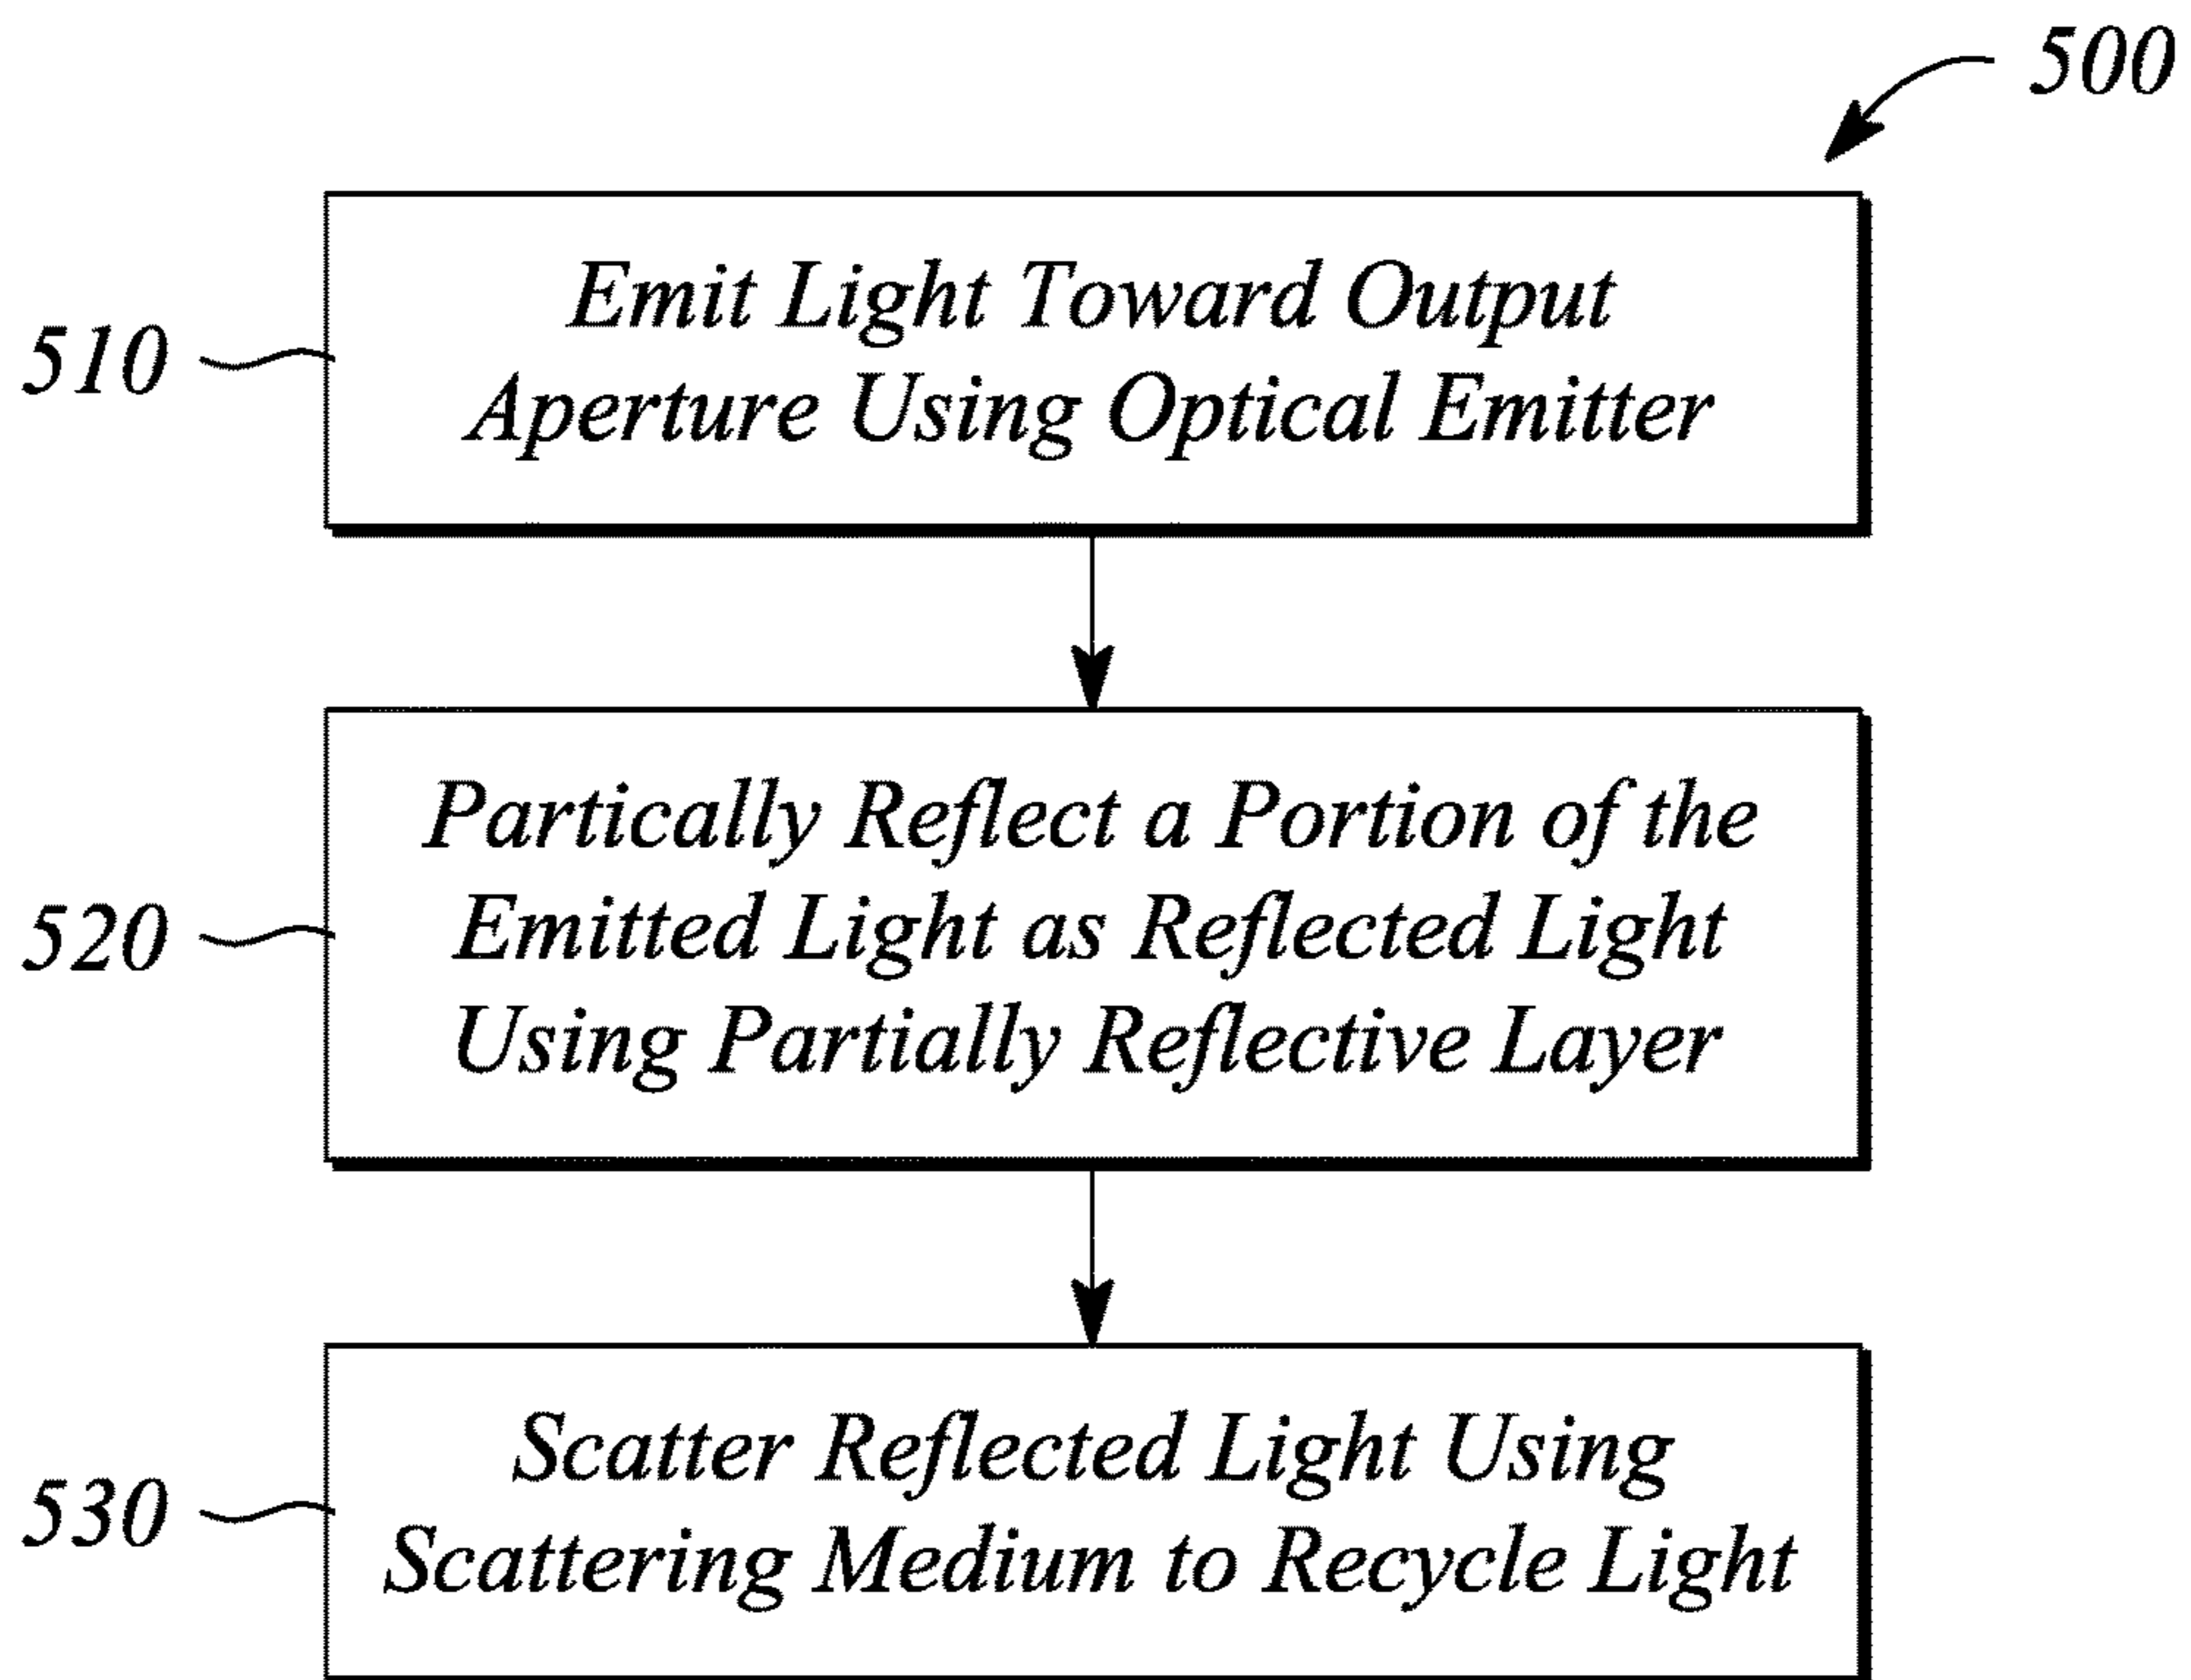 500
510
Emit Light Toward Output
Aperture Using Optical Emitter
520
Partically Reflect a Portion of the
Emitted Light as Reflected Light
Using Partially Reflective Layer
530
Scatter Reflected Light Using
Scattering Medium to Recycle Light